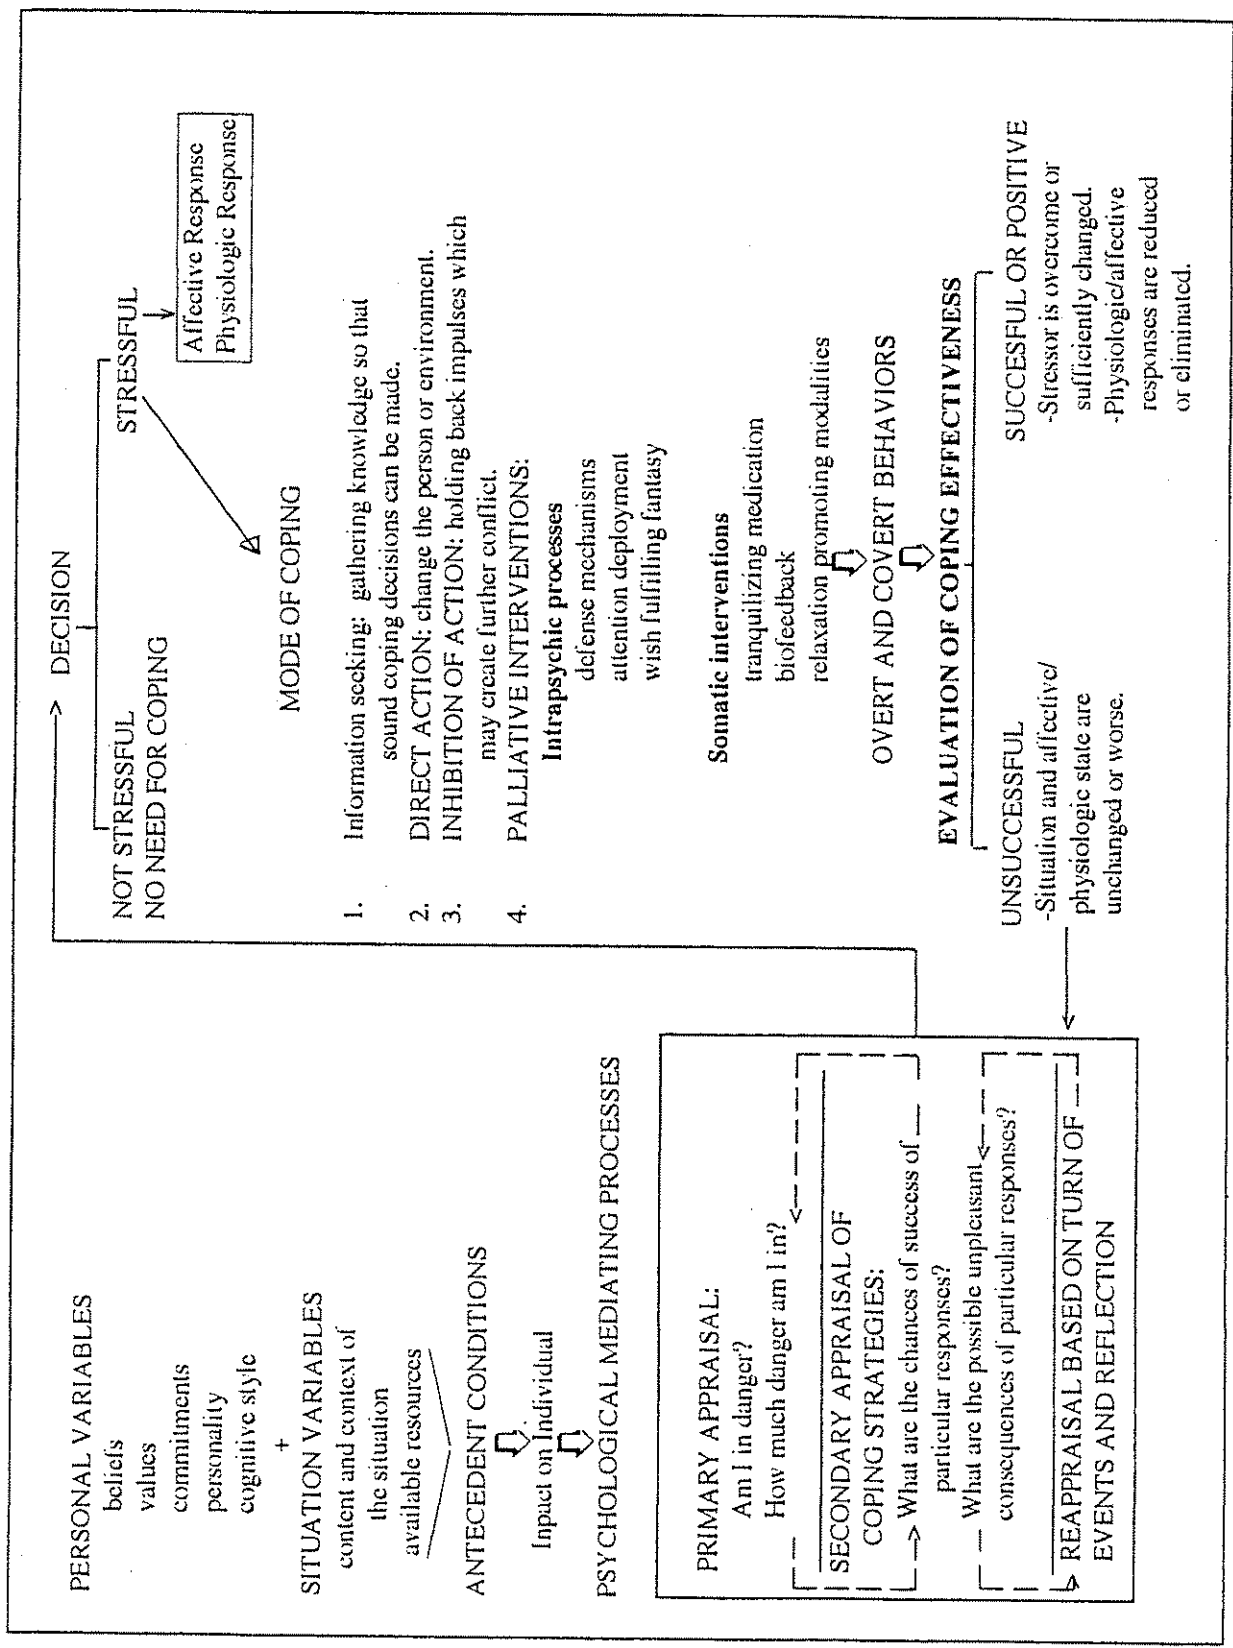 PERSONAL VARIABLES
beliefs
values
commitments
personality
cognitive style
+
SITUATION VARIABLES
content and context of
the situation
available resources
ANTECEDENT CONDITIONS
Inpact on Individual
PSYCHOLOGICAL MEDIATING PROCESSES
PRIMARY APPRAISAL:
Am I in danger?
How much danger am I in?
SECONDARY APPRAISAL OF
COPING STRATEGIES:
What are the chances of success of
particular responses?
What are the possible unpleasant
consequences of particular responses?
REAPPRAISAL BASED ON TURN OF
EVENTS AND REFLECTION
DECISION
NOT STRESSFUL
NO NEED FOR COPING
STRESSFUL
Affective Response
Physiologic Response
MODE OF COPING
1. Information seeking: gathering knowledge so that
sound coping decisions can be made.
2. DIRECT ACTION: change the person or environment.
3. INHIBITION OF ACTION: holding back impulses which
may create further conflict.
4. PALLIATIVE INTERVENTIONS:
Intrapsychic processes
defense mechanisms
attention deployment
wish fulfilling fantasy
Somatic interventions
tranquilizing medication
biofeedback
relaxation promoting modalities
OVERT AND COVERT BEHAVIORS
EVALUATION OF COPING EFFECTIVENESS
UNSUCCESSFUL
-Situation and affective/
physiologic state are
unchanged or worse.
SUCCESFUL OR POSITIVE
-Stressor is overcome or
sufficiently changed.
-Physiologic/affective
responses are reduced
or eliminated.